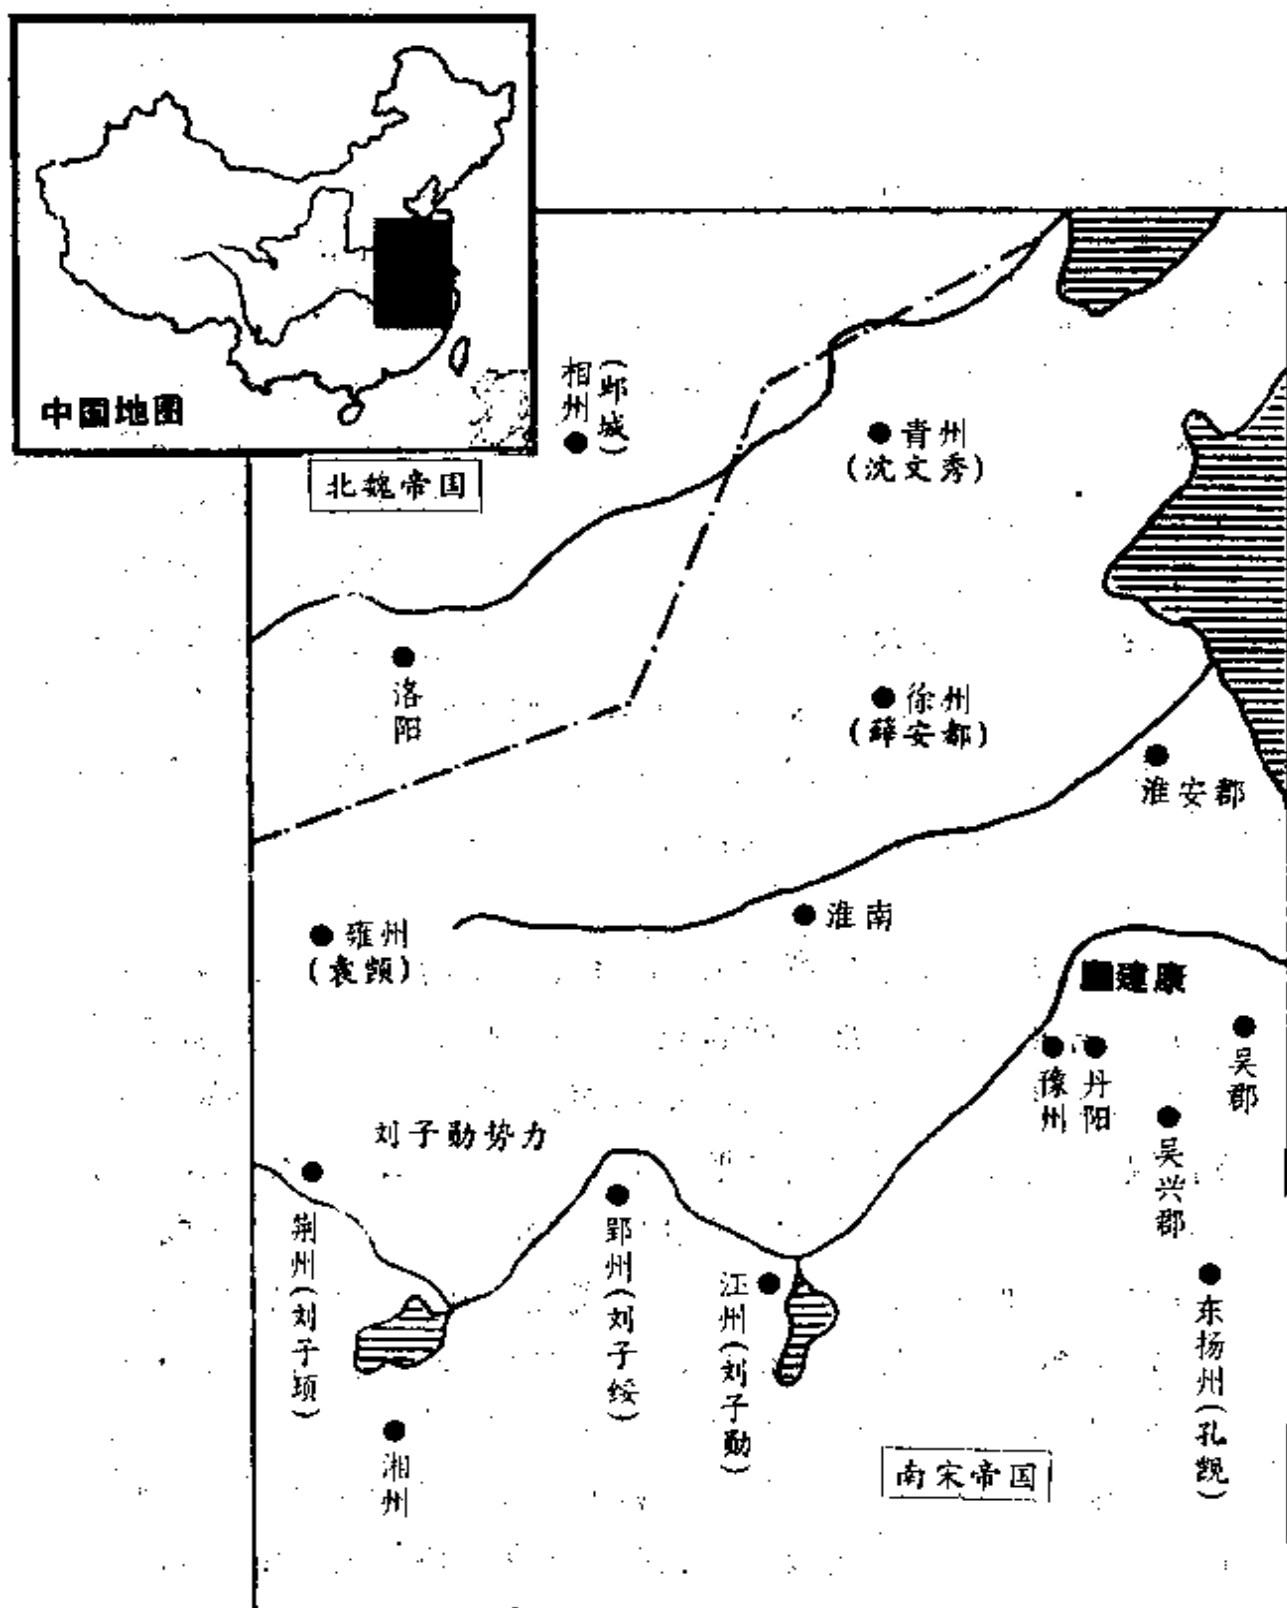 中国地图
相州
(邺城)
北魏帝国
青州
(沈文秀)
洛阳
徐州
(薛安都)
淮安郡
淮南
雍州
(袁顗)
建康
吴郡
豫州
丹阳
吴兴郡
刘子勋势力
荆州(刘子顼)
郢州(刘子绥)
江州(刘子勋)
东扬州(孔觊)
湘州
南宋帝国